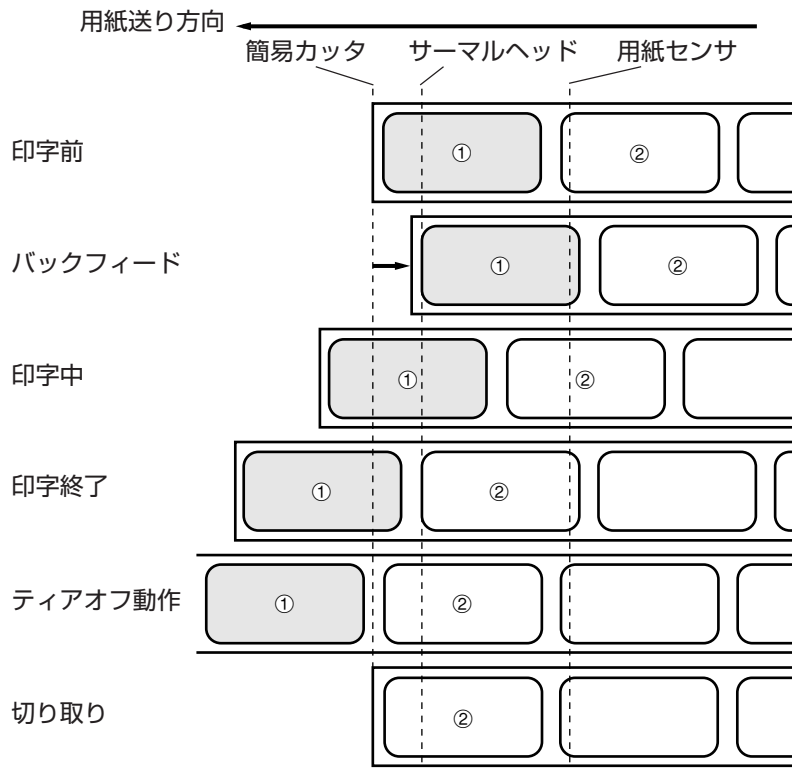 用紙送り方向
簡易カッタ サーマルヘッド 用紙センサ
印字前 ① ②
バックフィード ① ②
印字中 ① ②
印字終了 ① ②
ティアオフ動作 ① ②
切り取り ②